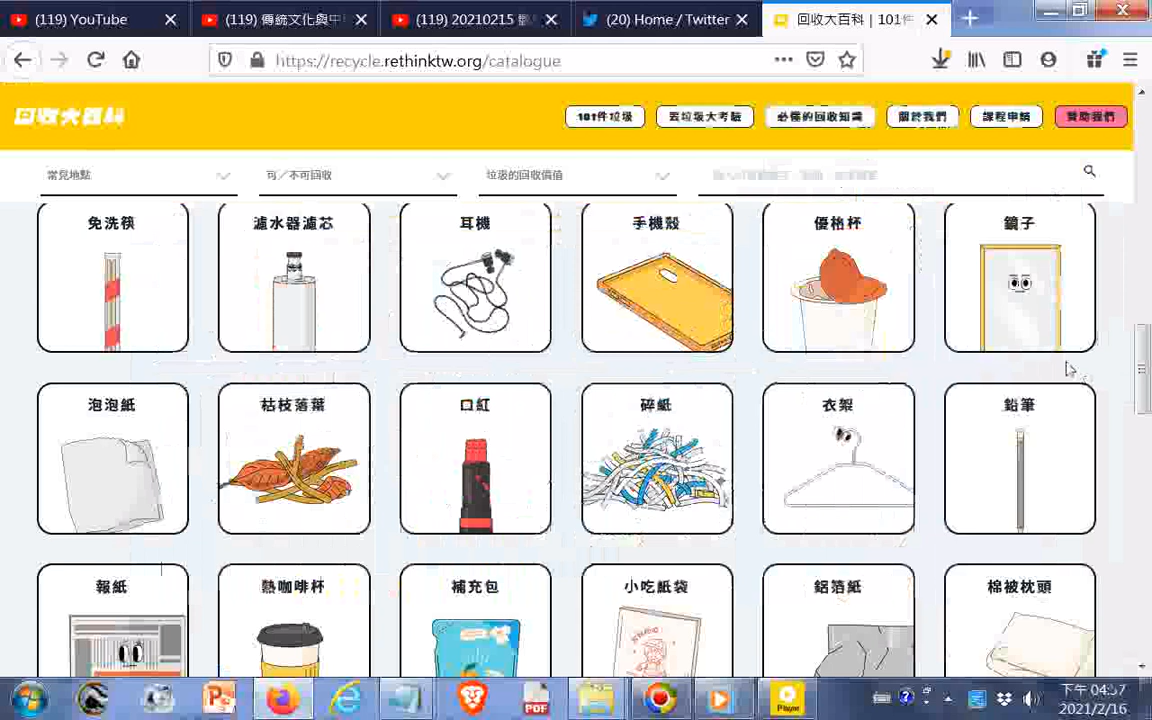 (119) YouTube
(119) 傳統文化與中
(119) 20210215
(20) Home / Twitter
回收大百科 | 101件
https://recycle.rethinktw.org/catalogue
回收大百科
101件垃圾
丟垃圾大考驗
必備的回收知識
關於我們
課程申請
贊助我們
常見地點
可／不可回收
垃圾的回收價值
免洗筷
濾水器濾芯
耳機
手機殼
優格杯
鏡子
泡泡紙
枯枝落葉
口紅
碎紙
衣架
鉛筆
報紙
熱咖啡杯
補充包
小吃紙袋
鋁箔紙
棉被枕頭
PDF
Player
下午 04:57
2021/2/16